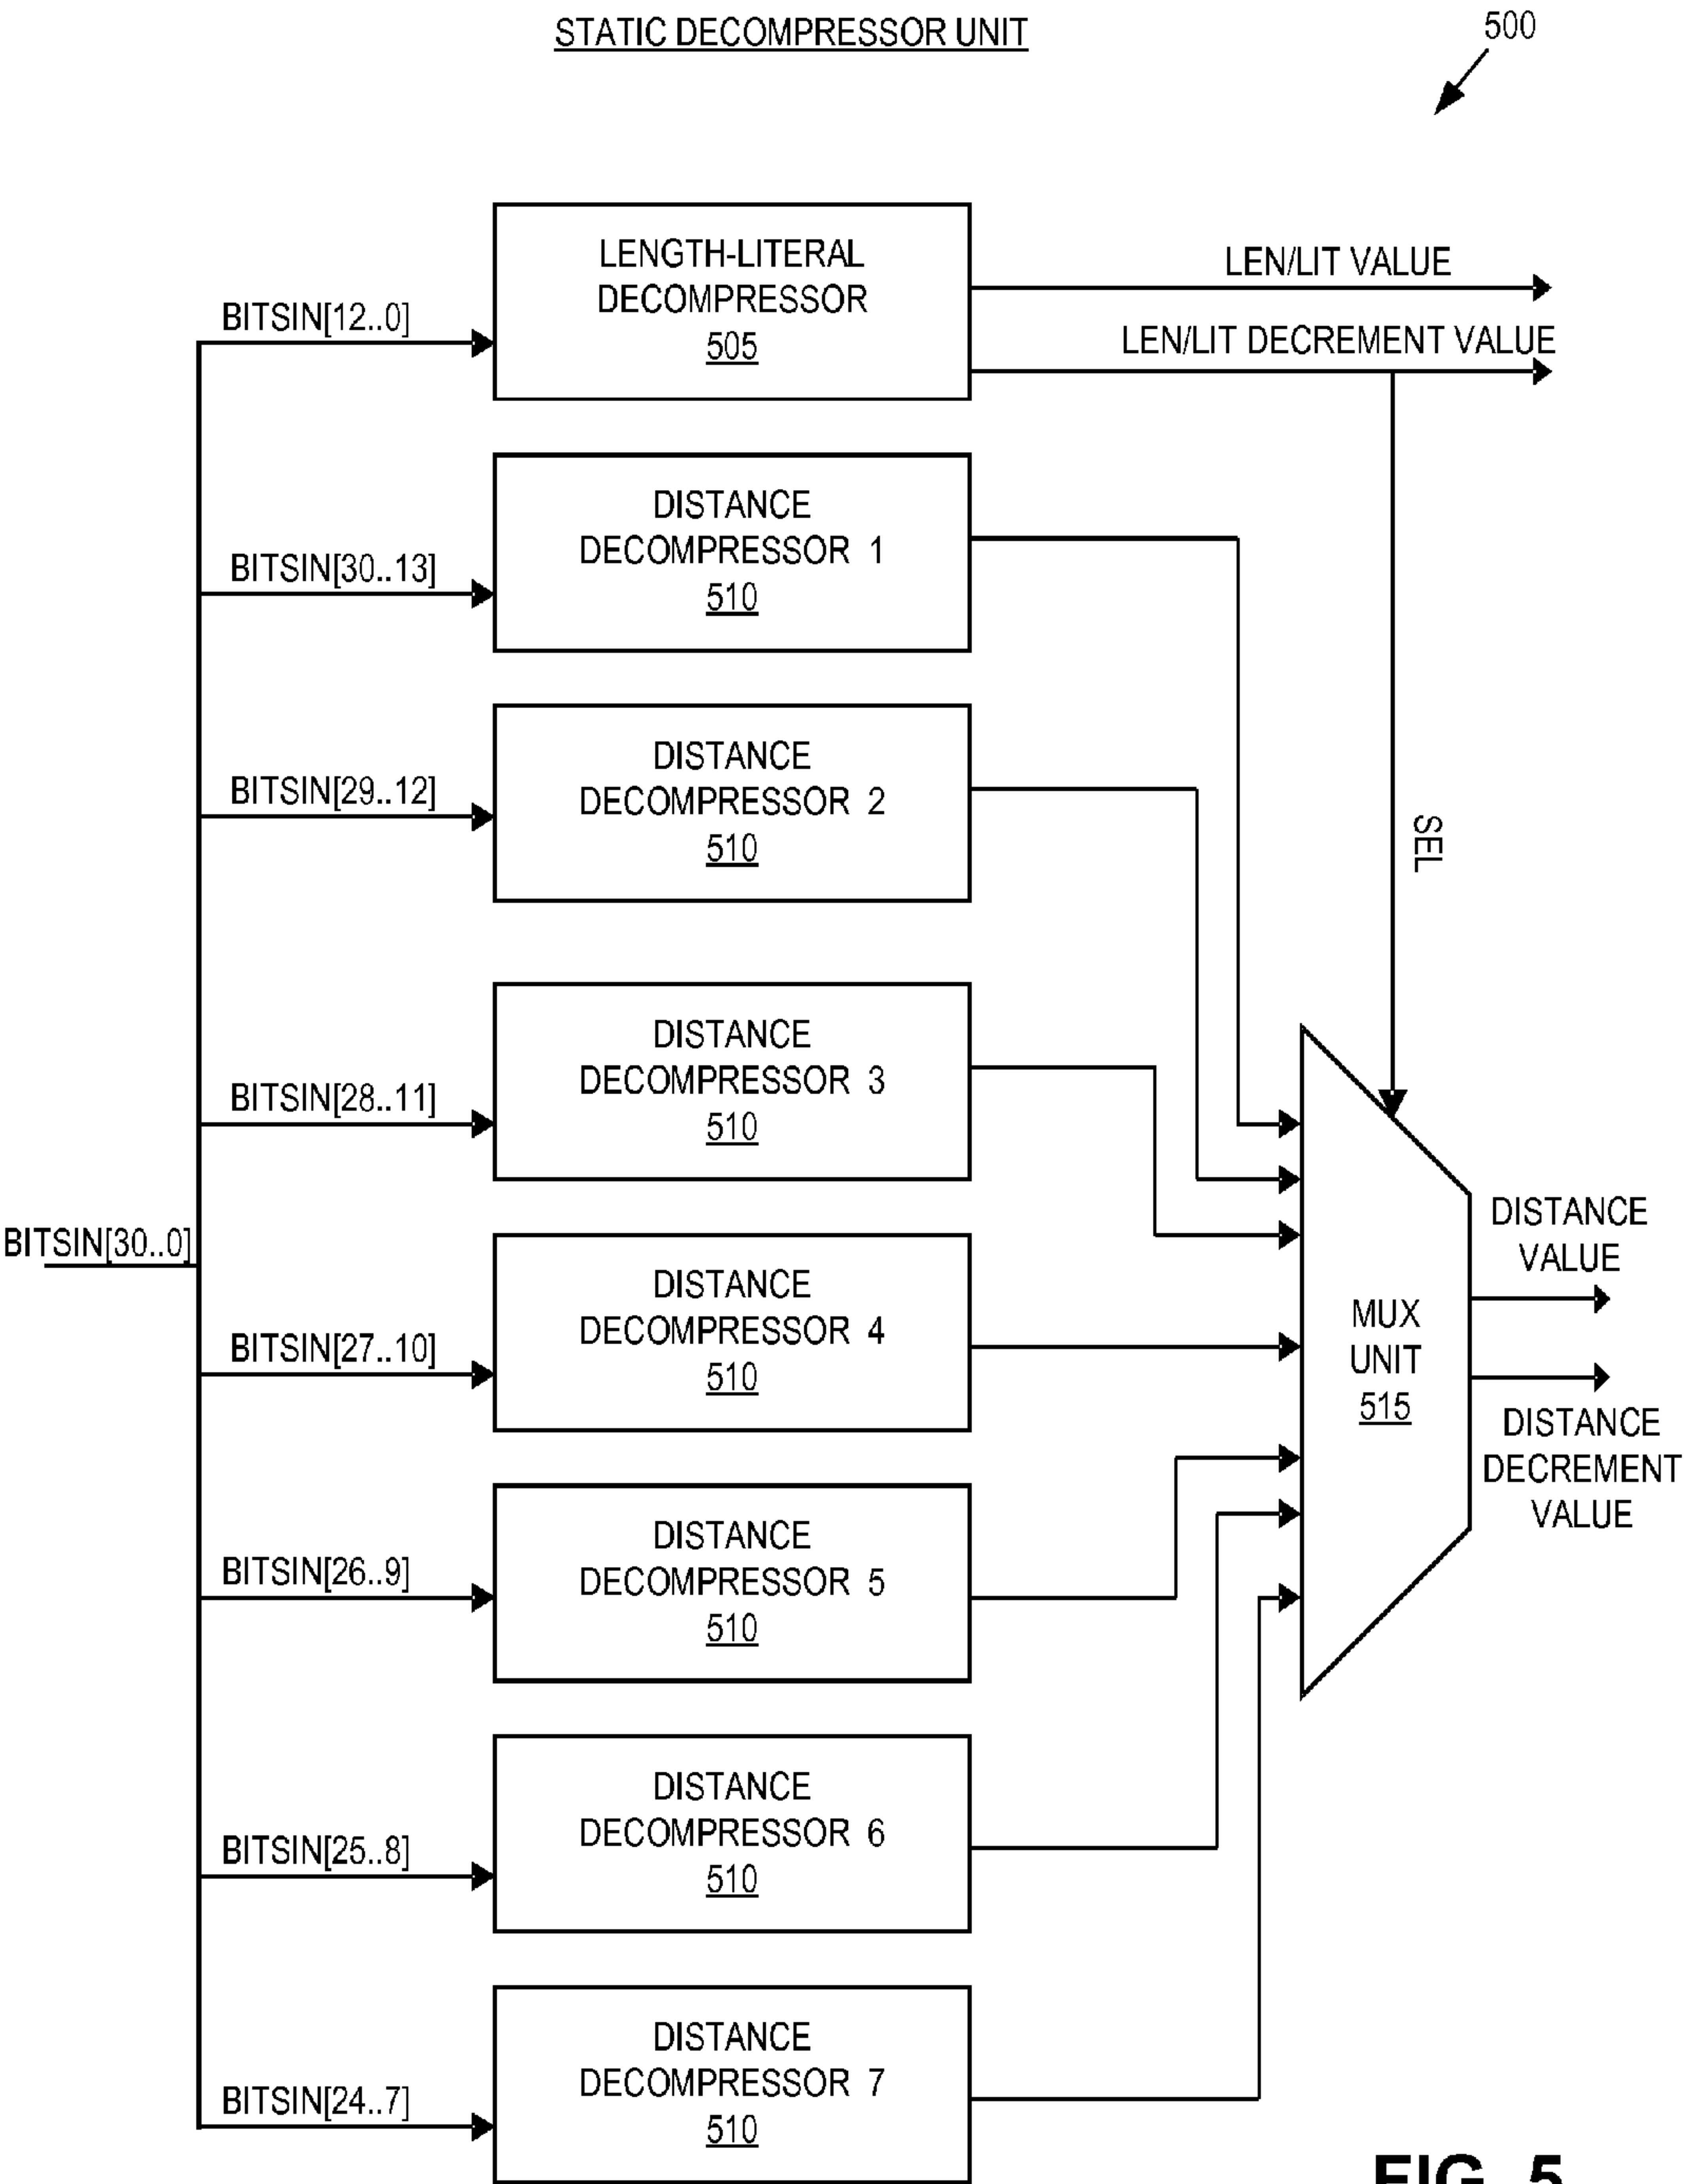 STATIC DECOMPRESSOR UNIT
500
LENGTH-LITERAL
DECOMPRESSOR
505
BITSIN[12..0]
LEN/LIT VALUE
LEN/LIT DECREMENT VALUE
DISTANCE
DECOMPRESSOR 1
510
BITSIN[30..13]
DISTANCE
DECOMPRESSOR 2
510
BITSIN[29..12]
SEL
DISTANCE
DECOMPRESSOR 3
510
BITSIN[28..11]
BITSIN[30..0]
DISTANCE
DECOMPRESSOR 4
510
BITSIN[27..10]
MUX
UNIT
515
DISTANCE
VALUE
DISTANCE
DECREMENT
VALUE
DISTANCE
DECOMPRESSOR 5
510
BITSIN[26..9]
DISTANCE
DECOMPRESSOR 6
510
BITSIN[25..8]
DISTANCE
DECOMPRESSOR 7
510
BITSIN[24..7]
FIG. 5